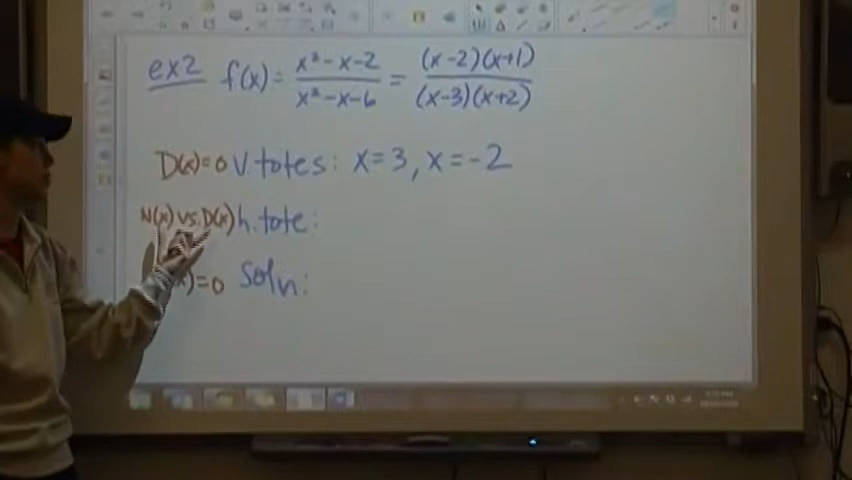 ex2 f(x) = x²-x-2 / x²-x-6 = (x-2)(x+1) / (x-3)(x+2)
D(x)=0 V.totes: x=3, x=-2
N(x) vs. D(x) h.tote:
x)=0 soln: